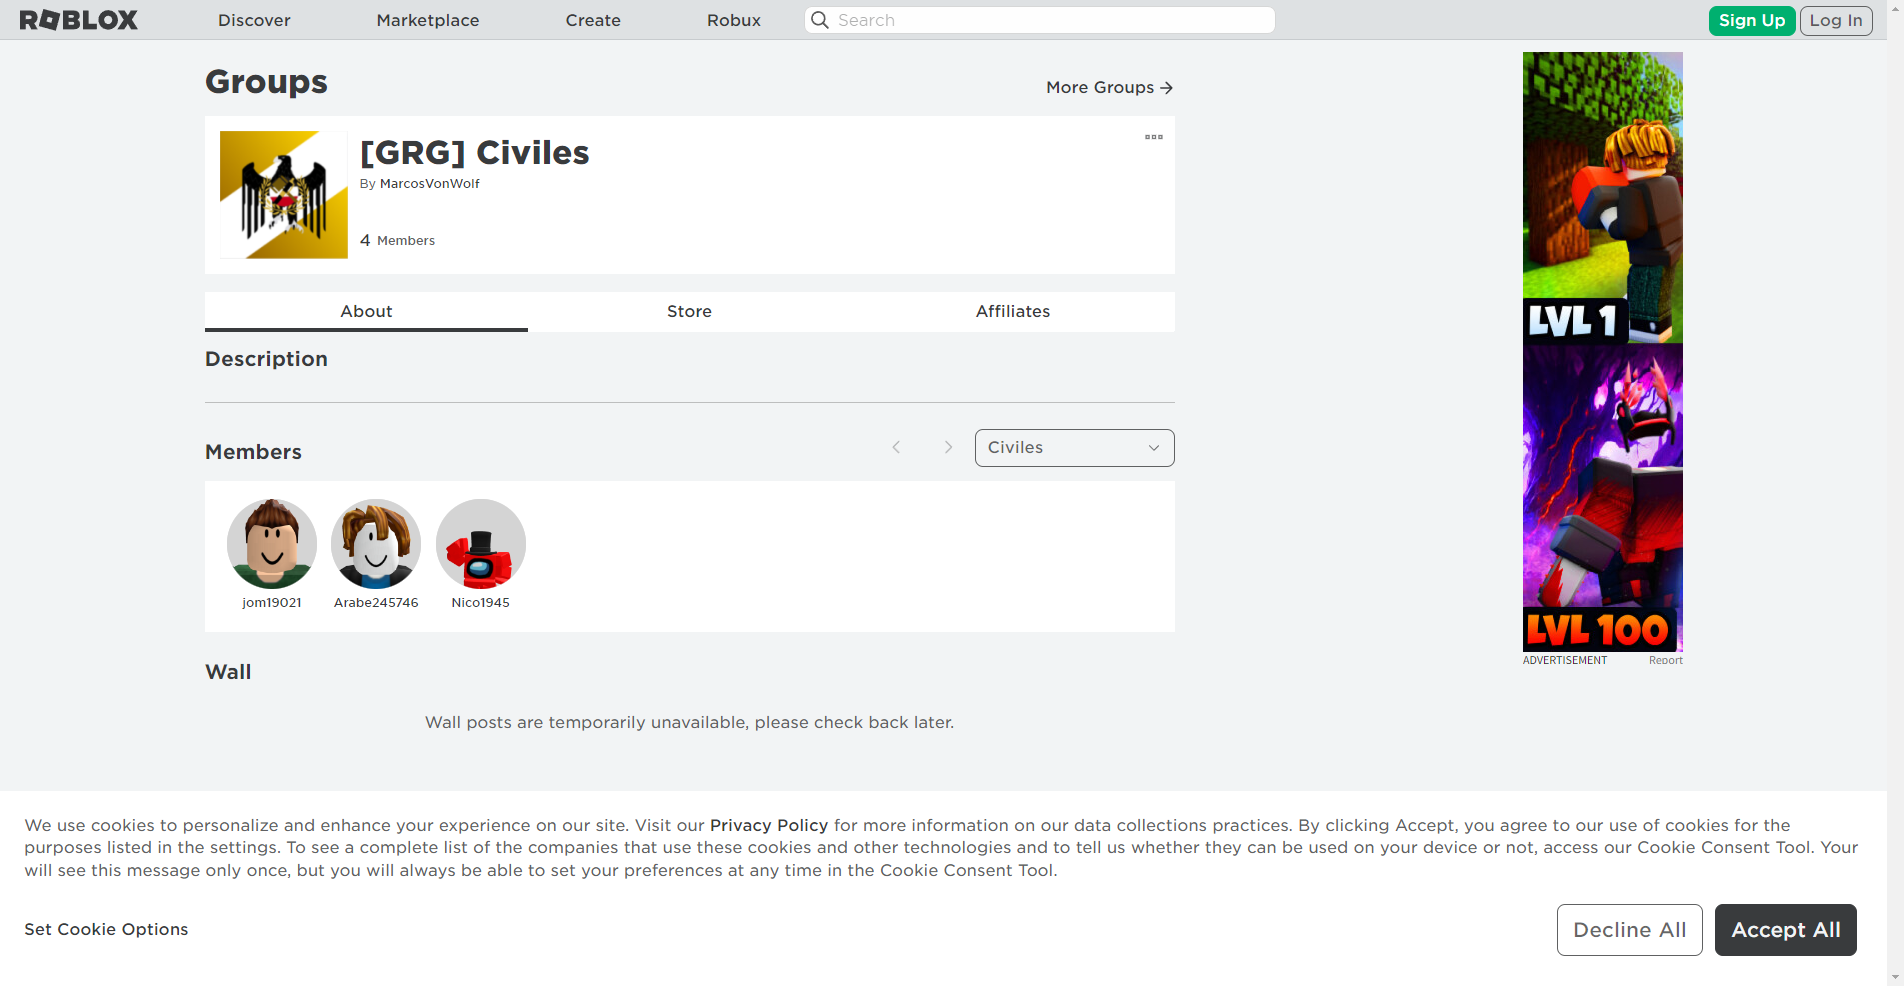 ROBLOX
Discover
Marketplace
Create
Robux
Search
Sign Up
Log In
Groups
More Groups
[GRG] Civiles
By MarcosVonWolf
4 Members
About
Store
Affiliates
Description
Members
Civiles
jom19021
Arabe245746
Nico1945
Wall
Wall posts are temporarily unavailable, please check back later.
LVL 1
LVL 100
ADVERTISEMENT
Report
We use cookies to personalize and enhance your experience on our site. Visit our Privacy Policy for more information on our data collections practices. By clicking Accept, you agree to our use of cookies for the
purposes listed in the settings. To see a complete list of the companies that use these cookies and other technologies and to tell us whether they can be used on your device or not, access our Cookie Consent Tool. Your
will see this message only once, but you will always be able to set your preferences at any time in the Cookie Consent Tool.
Set Cookie Options
Decline All
Accept All